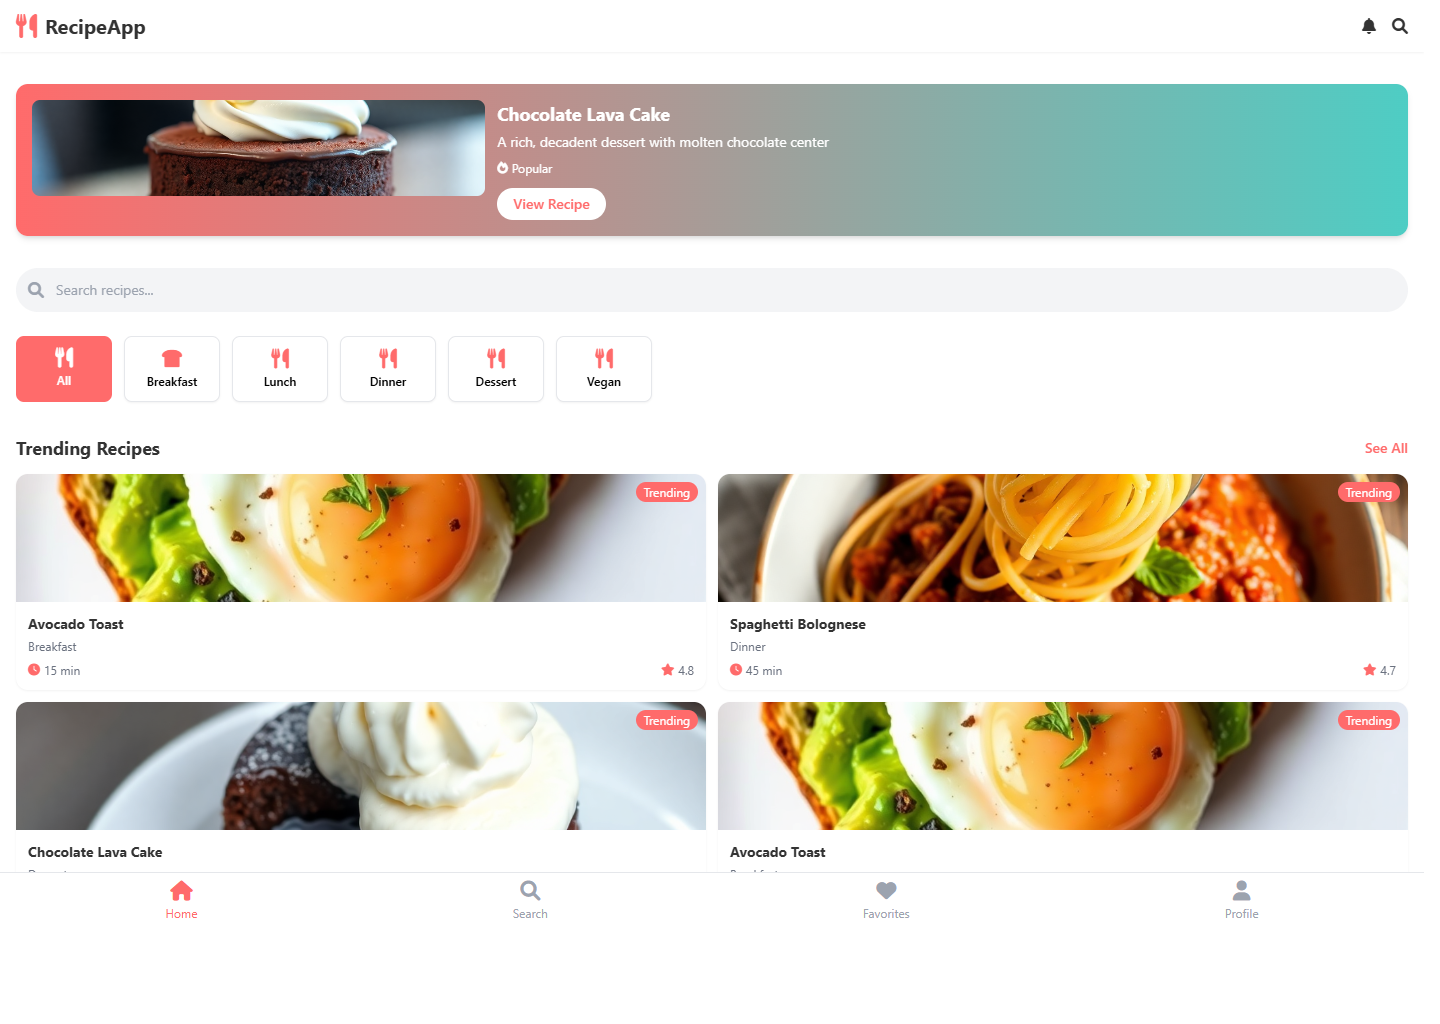 RecipeApp
Chocolate Lava Cake
A rich, decadent dessert with molten chocolate center
Popular
View Recipe
Search recipes...
All
Breakfast
Lunch
Dinner
Dessert
Vegan
Trending Recipes
See All
Trending
Avocado Toast
Breakfast
15 min
4.8
Trending
Spaghetti Bolognese
Dinner
45 min
4.7
Trending
Chocolate Lava Cake
Trending
Avocado Toast
Home
Search
Favorites
Profile